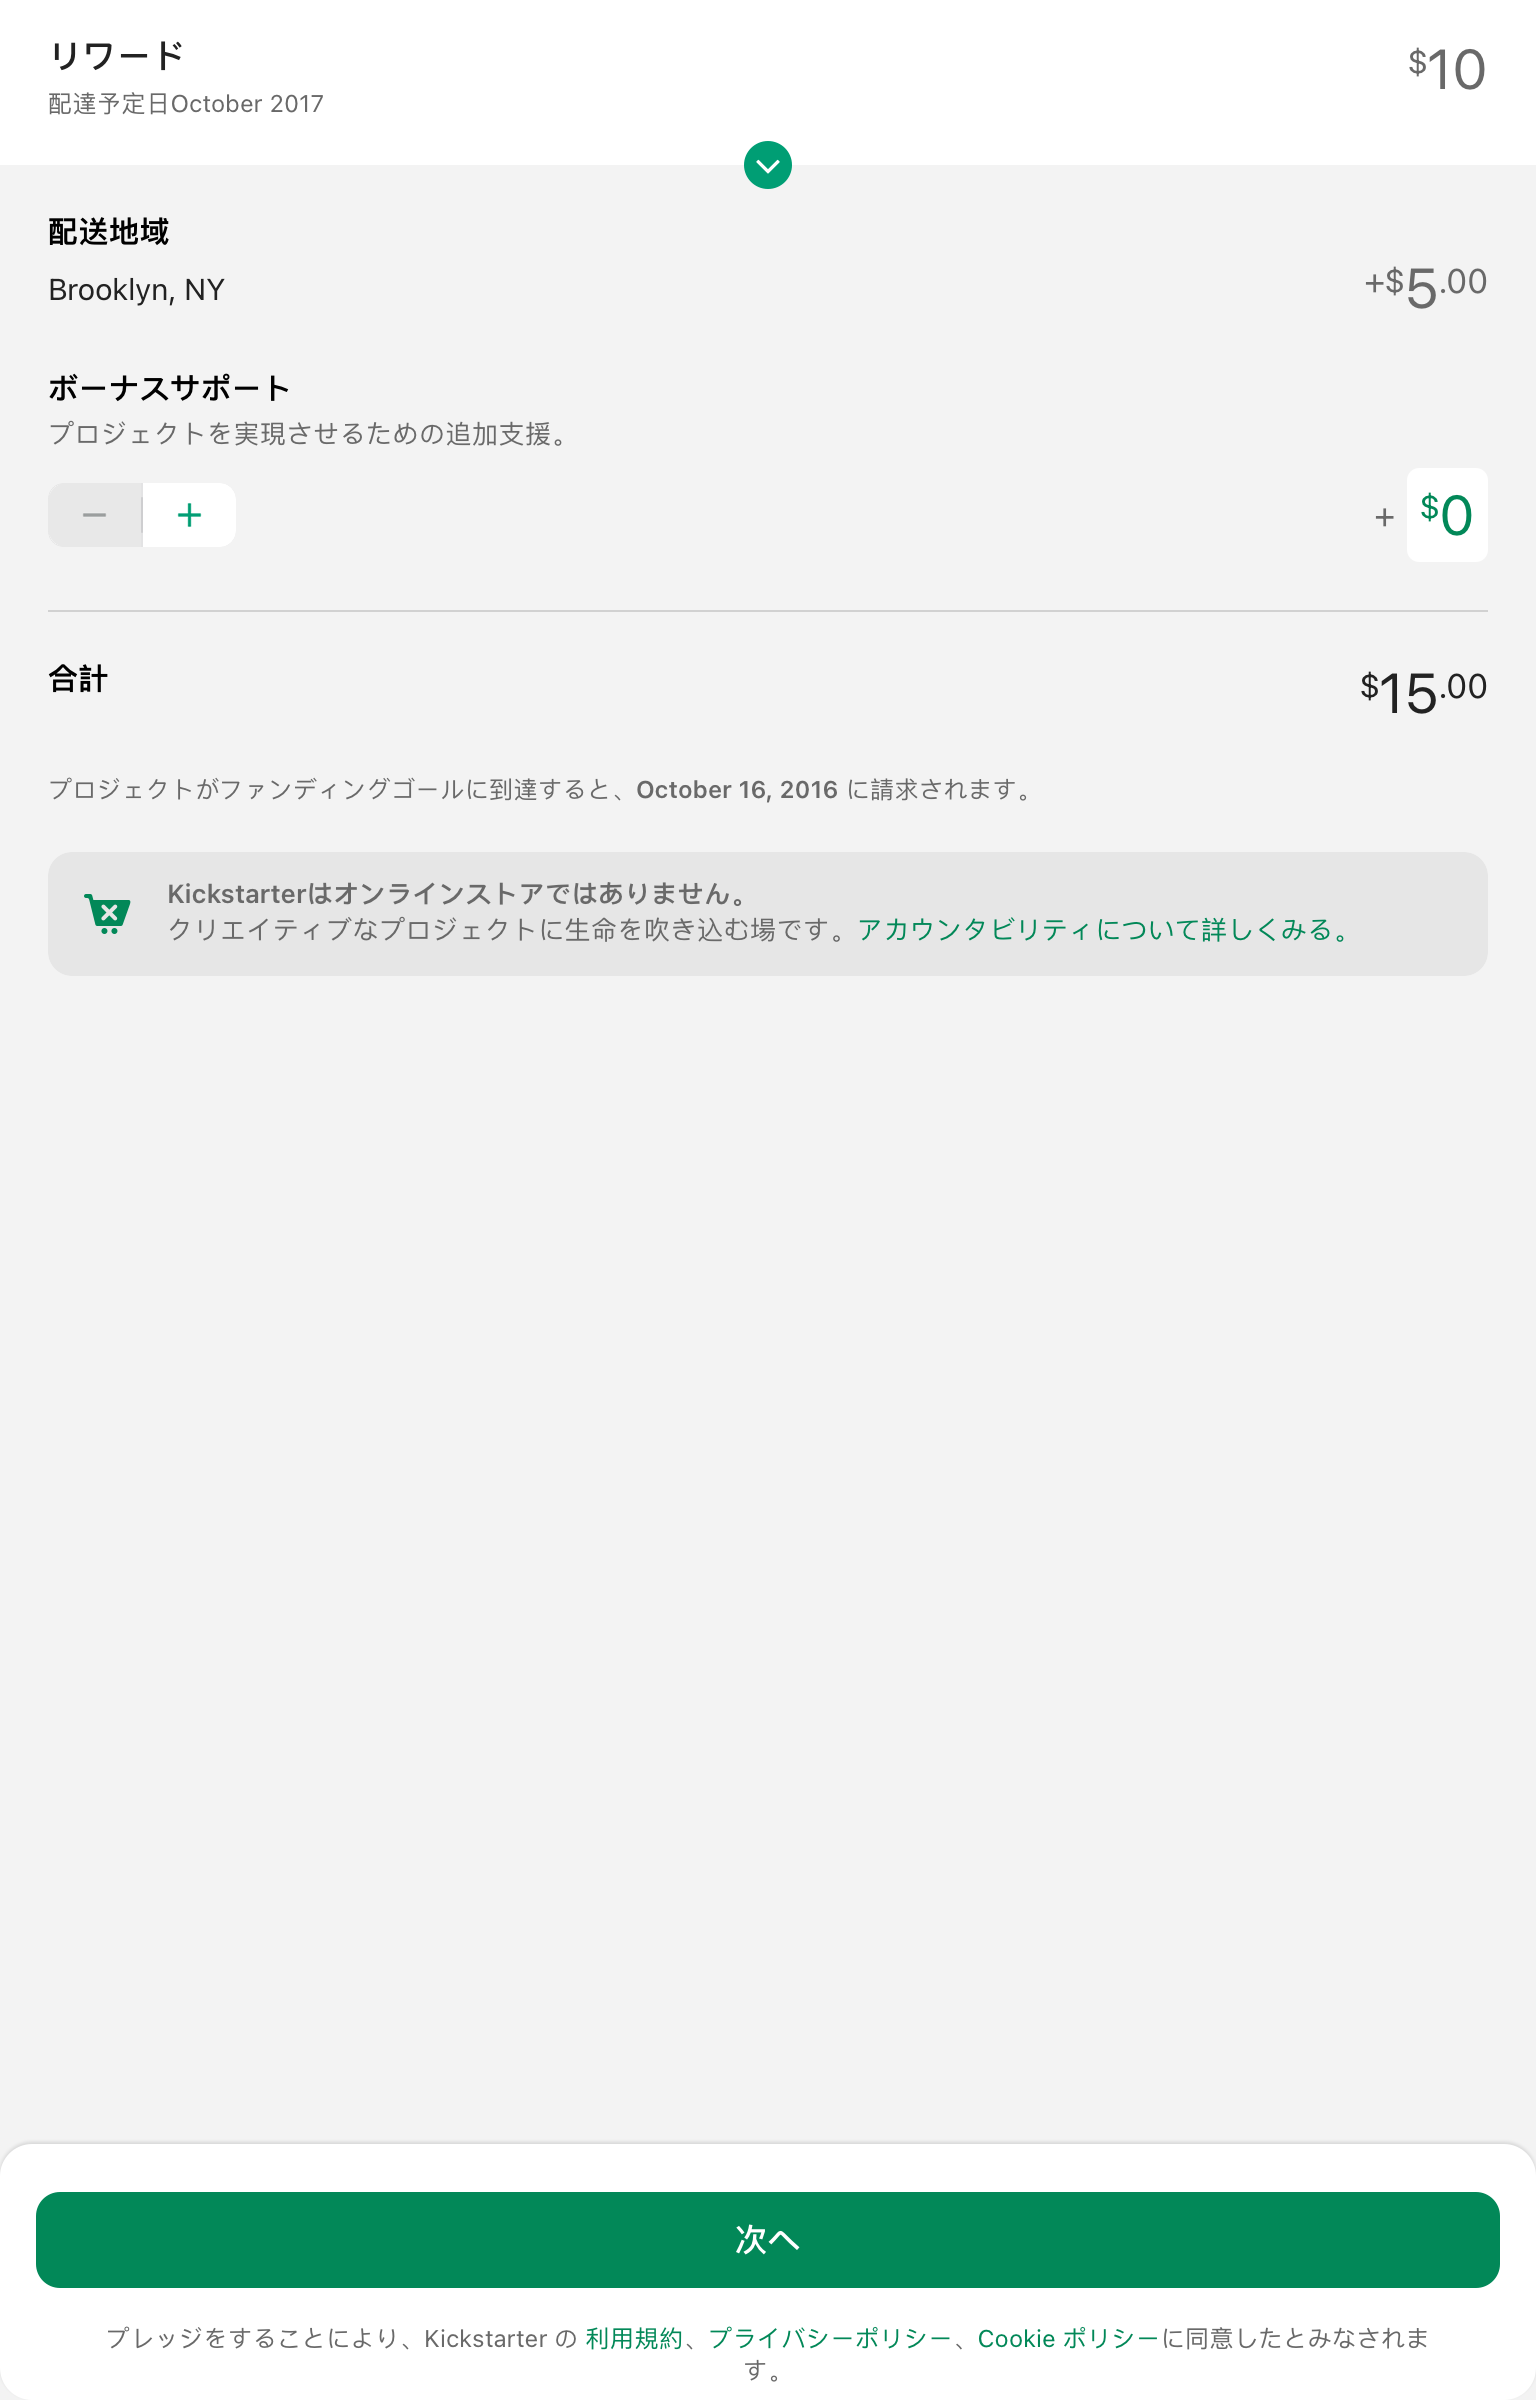 リワード
$10
配達予定日October 2017
配送地域
Brooklyn, NY
+$5.00
ボーナスサポート
プロジェクトを実現させるための追加支援。
− +
+ $0
合計
$15.00
プロジェクトがファンディングゴールに到達すると、October 16, 2016 に請求されます。
Kickstarterはオンラインストアではありません。
クリエイティブなプロジェクトに生命を吹き込む場です。アカウンタビリティについて詳しくみる。
次へ
プレッジをすることにより、Kickstarter の 利用規約、プライバシーポリシー、Cookie ポリシーに同意したとみなされま
す。